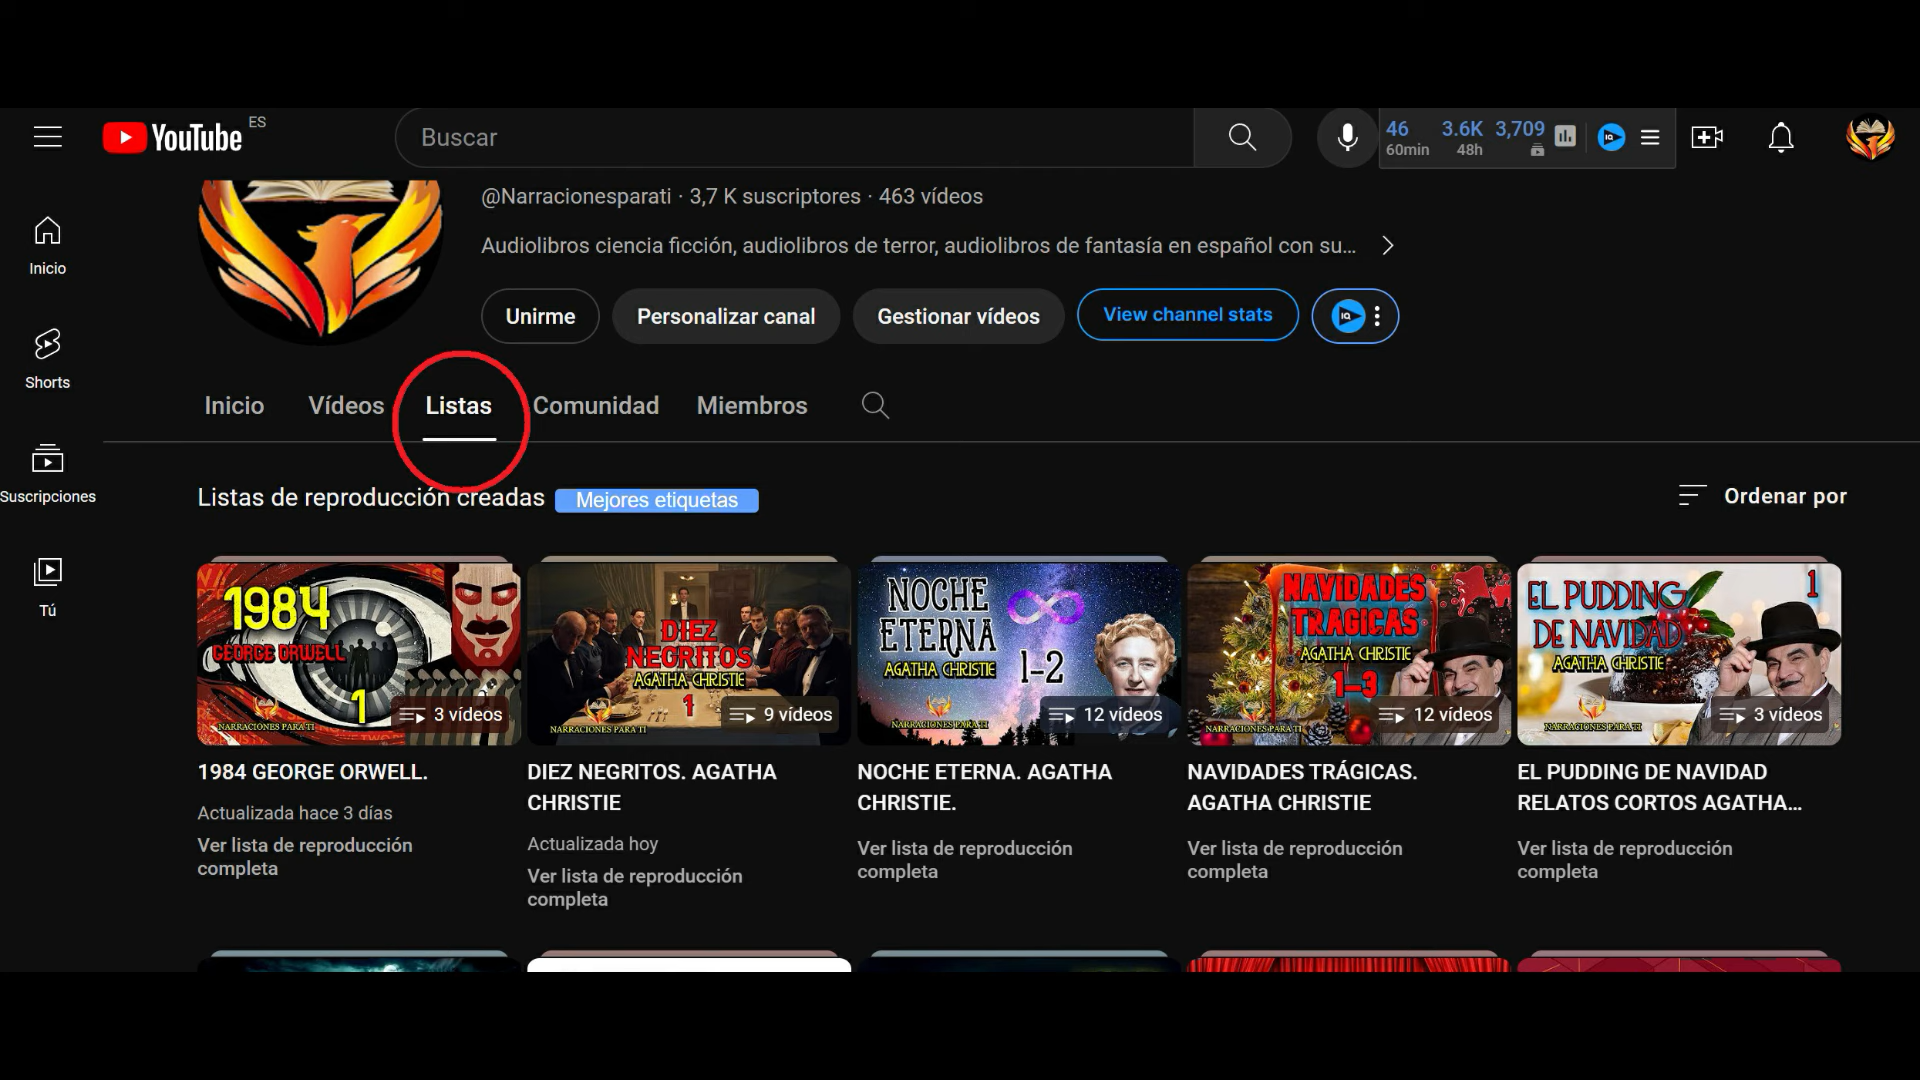 YouTube ES
Buscar
46 3.6K 3,709
60min 48h
@Narracionesparati · 3,7 K suscriptores · 463 vídeos
Audiolibros ciencia ficción, audiolibros de terror, audiolibros de fantasía en español con su...
Unirme Personalizar canal Gestionar vídeos View channel stats IQ
Inicio
Shorts
Suscripciones
Tú
Inicio Vídeos Listas Comunidad Miembros
Listas de reproducción creadas Mejores etiquetas Ordenar por
1984
GEORGE ORWELL
1
NARRACIONES PARA TI
3 vídeos
1984 GEORGE ORWELL.
Actualizada hace 3 días
Ver lista de reproducción
completa
DIEZ
NEGRITOS
AGATHA CHRISTIE
1
NARRACIONES PARA TI
9 vídeos
DIEZ NEGRITOS. AGATHA
CHRISTIE
Actualizada hoy
Ver lista de reproducción
completa
NOCHE
ETERNA
AGATHA CHRISTIE 1-2
NARRACIONES PARA TI
12 vídeos
NOCHE ETERNA. AGATHA
CHRISTIE.
Ver lista de reproducción
completa
NAVIDADES
TRAGICAS
AGATHA CHRISTIE
1-3
NARRACIONES PARA TI
12 vídeos
NAVIDADES TRÁGICAS.
AGATHA CHRISTIE
Ver lista de reproducción
completa
EL PUDDING 1
DE NAVIDAD
AGATHA CHRISTIE
NARRACIONES PARA TI
3 vídeos
EL PUDDING DE NAVIDAD
RELATOS CORTOS AGATHA...
Ver lista de reproducción
completa